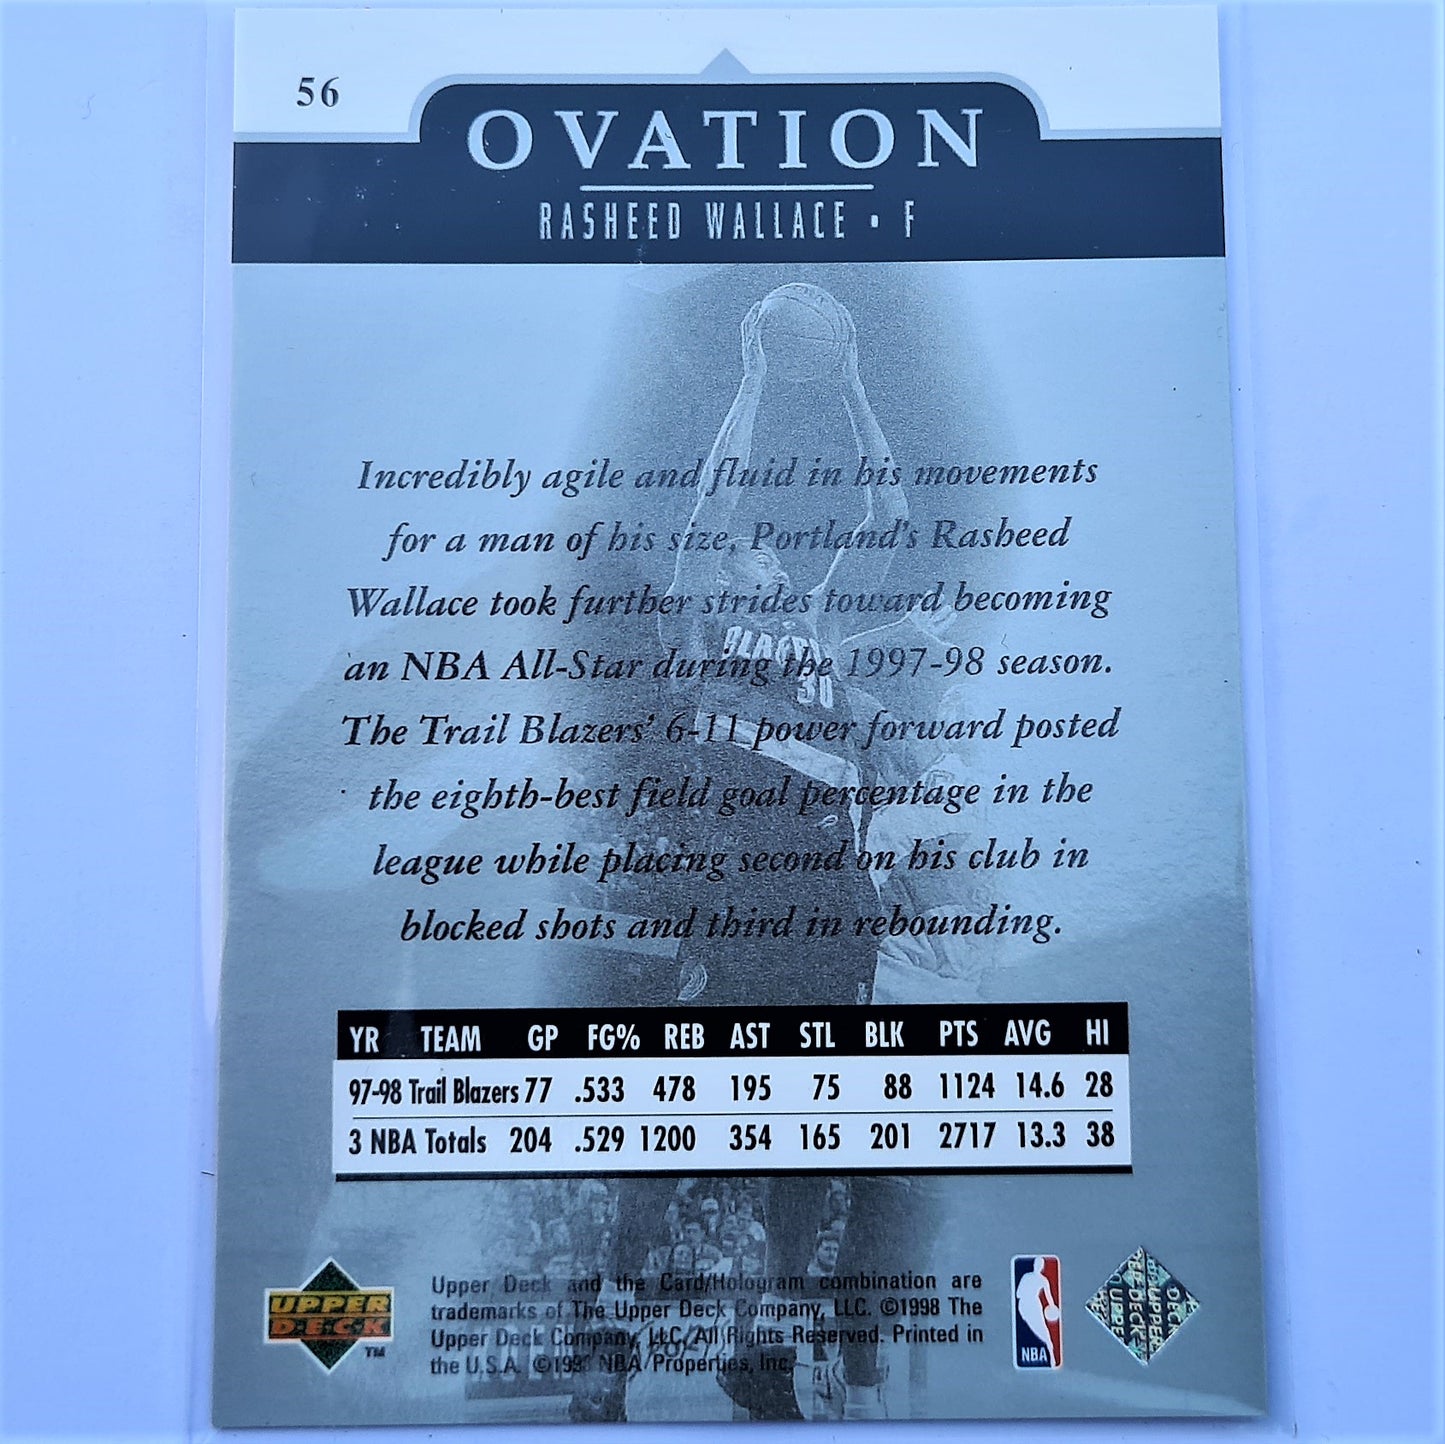 56
OVATION
RASHEED WALLACE • F
Incredibly agile and fluid in his movements
for a man of his size, Portland's Rasheed
Wallace took further strides toward becoming
an NBA All-Star during the 1997-98 season.
The Trail Blazers' 6-11 power forward posted
the eighth-best field goal percentage in the
league while placing second on his club in
blocked shots and third in rebounding.
YR TEAM GP FG% REB AST STL BLK PTS AVG HI
97-98 Trail Blazers 77 .533 478 195 75 88 1124 14.6 28
3 NBA Totals 204 .529 1200 354 165 201 2717 13.3 38
UPPER
DECK
TM
Upper Deck and the Card/Hologram combination are
trademarks of The Upper Deck Company, LLC. ©1998 The
Upper Deck Company, LLC. All Rights Reserved. Printed in
the U.S.A. NBA Properties, Inc.
NBA
30
UPPER
DECK